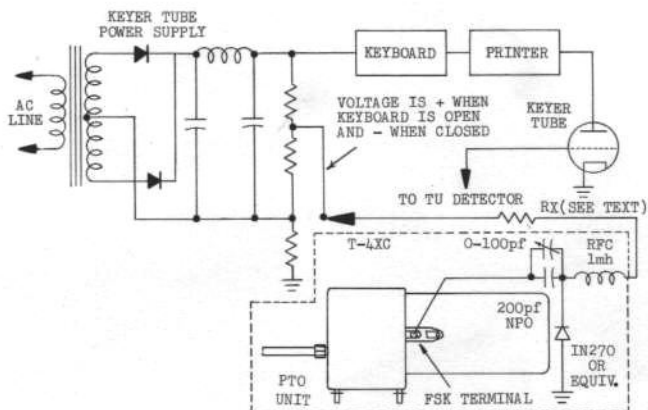 KEYER TUBE
POWER SUPPLY
AC
LINE
KEYBOARD
PRINTER
VOLTAGE IS + WHEN
KEYBOARD IS OPEN
AND - WHEN CLOSED
KEYER
TUBE
TO TU DETECTOR
RX(SEE TEXT)
T-4XC
0-100pf
RFC
1mh
200pf
NPO
1N270
OR
EQUIV.
PTO
UNIT
FSK TERMINAL